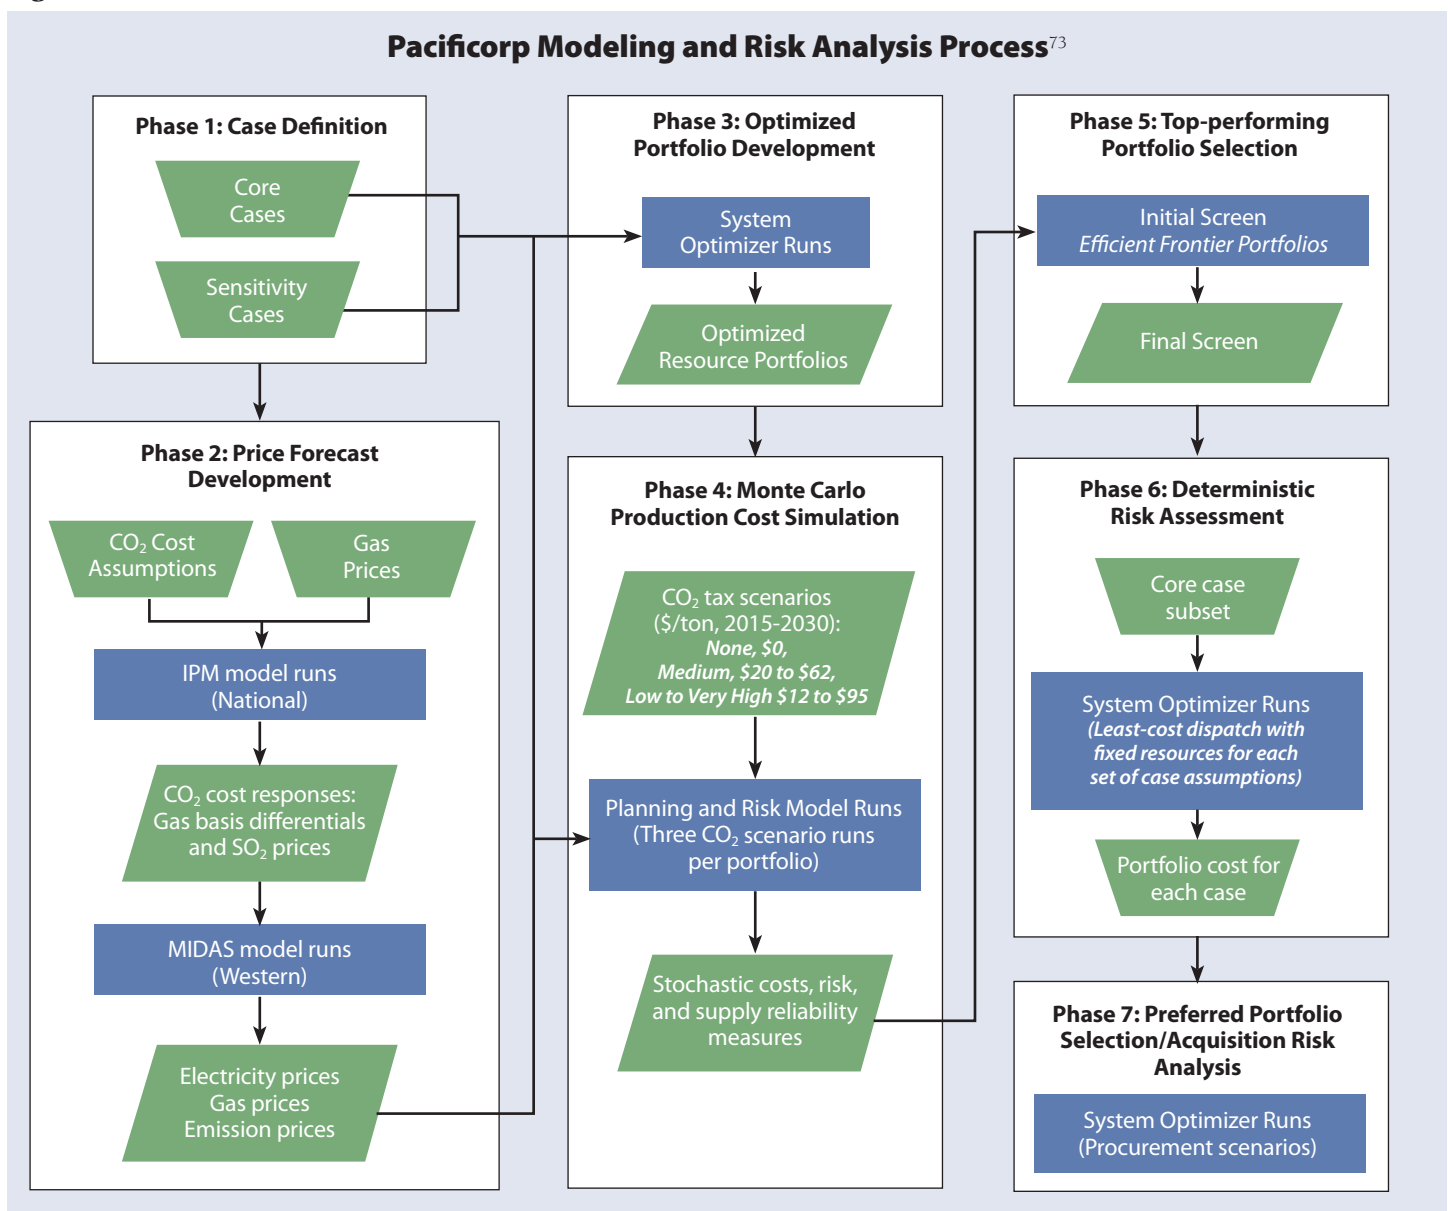 Pacificorp Modeling and Risk Analysis Process73
Phase 1: Case Definition
Core
Cases
Sensitivity
Cases
Phase 2: Price Forecast
Development
CO2 Cost
Assumptions
Gas
Prices
IPM model runs
(National)
CO2 cost responses:
Gas basis differentials
and SO2 prices
MIDAS model runs
(Western)
Electricity prices
Gas prices
Emission prices
Phase 3: Optimized
Portfolio Development
System
Optimizer Runs
Optimized
Resource Portfolios
Phase 4: Monte Carlo
Production Cost Simulation
CO2 tax scenarios
($/ton, 2015-2030):
None, $0,
Medium, $20 to $62,
Low to Very High $12 to $95
Planning and Risk Model Runs
(Three CO2 scenario runs
per portfolio)
Stochastic costs, risk,
and supply reliability
measures
Phase 5: Top-performing
Portfolio Selection
Initial Screen
Efficient Frontier Portfolios
Final Screen
Phase 6: Deterministic
Risk Assessment
Core case
subset
System Optimizer Runs
(Least-cost dispatch with
fixed resources for each
set of case assumptions)
Portfolio cost for
each case
Phase 7: Preferred Portfolio
Selection/Acquisition Risk
Analysis
System Optimizer Runs
(Procurement scenarios)